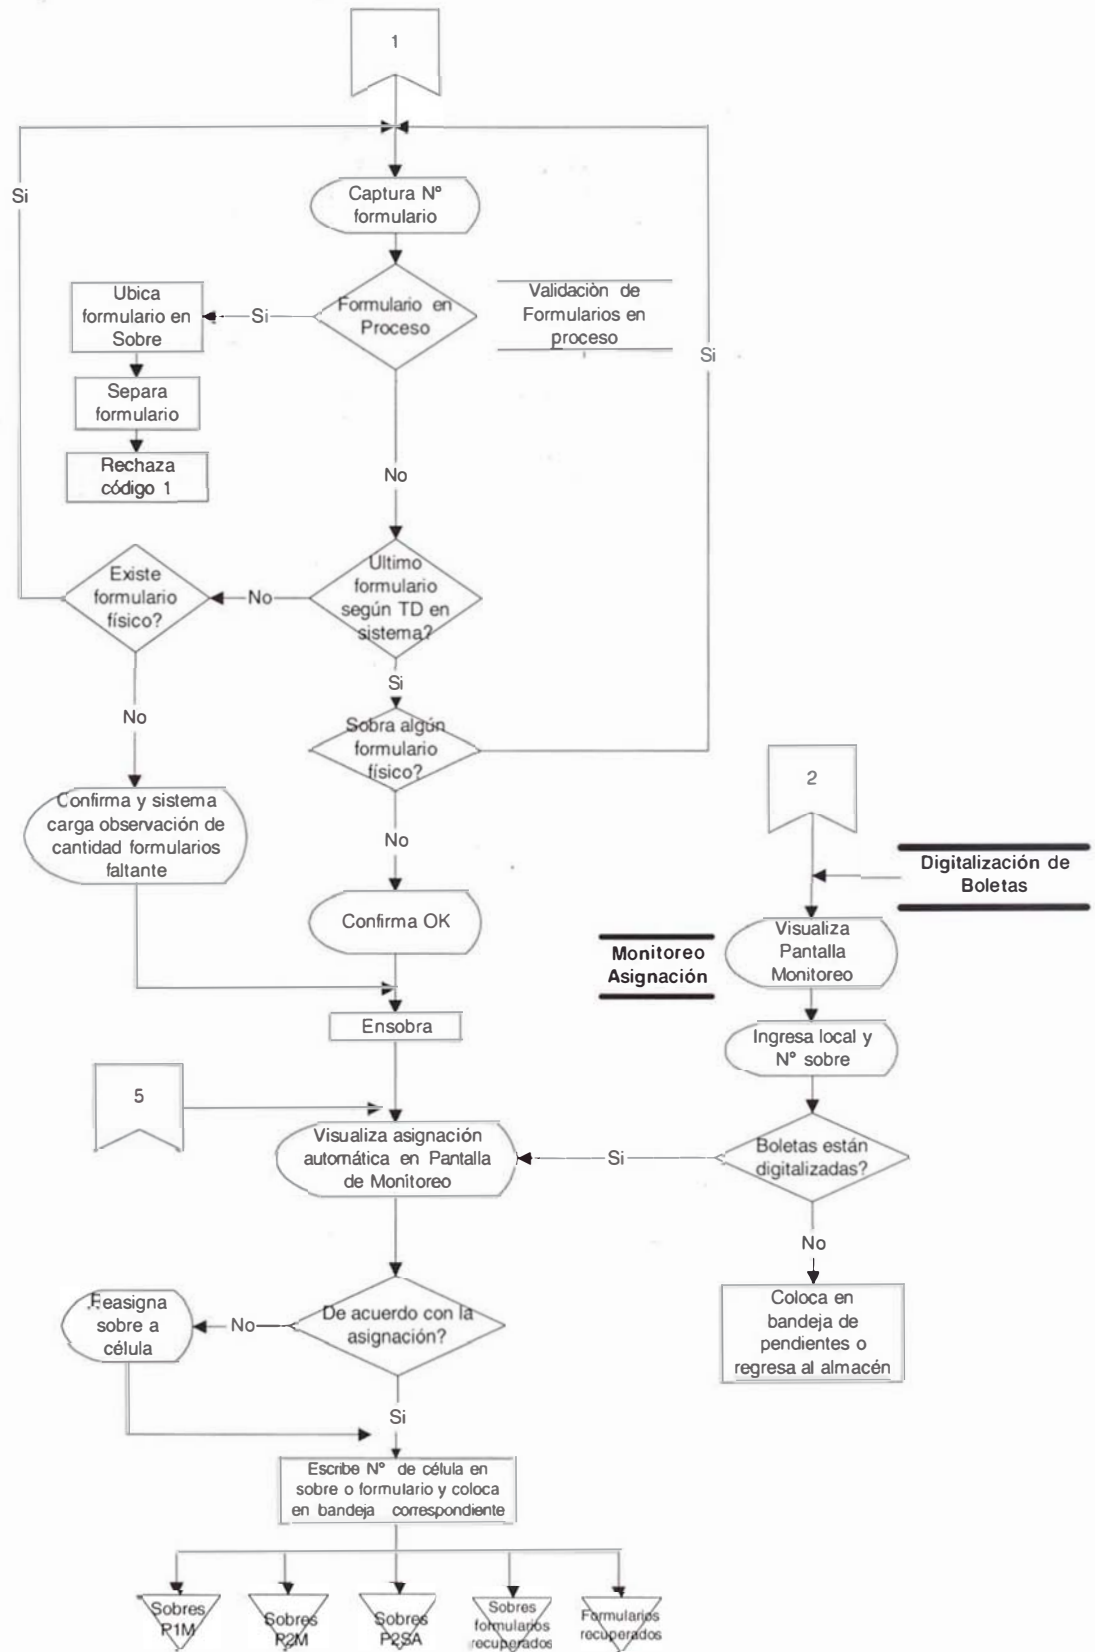 1
Si
Captura Nº
formulario
Ubica
formulario en
Sobre
Si
Formulario en
Proceso
Validaciòn de
Formularios en
proceso
Si
Separa
formulario
Rechaza
código 1
No
Existe
formulario
físico?
No
Ultimo
formulario
según TD en
sistema?
Si
No
Sobra algún
formulario
físico?
2
Confirma y sistema
carga observación de
cantidad formularios
faltante
No
Digitalización de
Boletas
Confirma OK
Monitoreo
Asignación
Visualiza
Pantalla
Monitoreo
Ensobra
Ingresa local y
Nº sobre
5
Visualiza asignación
automática en Pantalla
de Monitoreo
Si
Boletas están
digitalizadas?
No
Reasigna
sobre a
célula
No
De acuerdo con la
asignación?
Coloca en
bandeja de
pendientes o
regresa al almacén
Si
Escribe Nº de célula en
sobre o formulario y coloca
en bandeja correspondiente
Sobres
P1M
Sobres
P2M
Sobres
P2SA
Sobres
formularios
recuperados
Formularios
recuperados